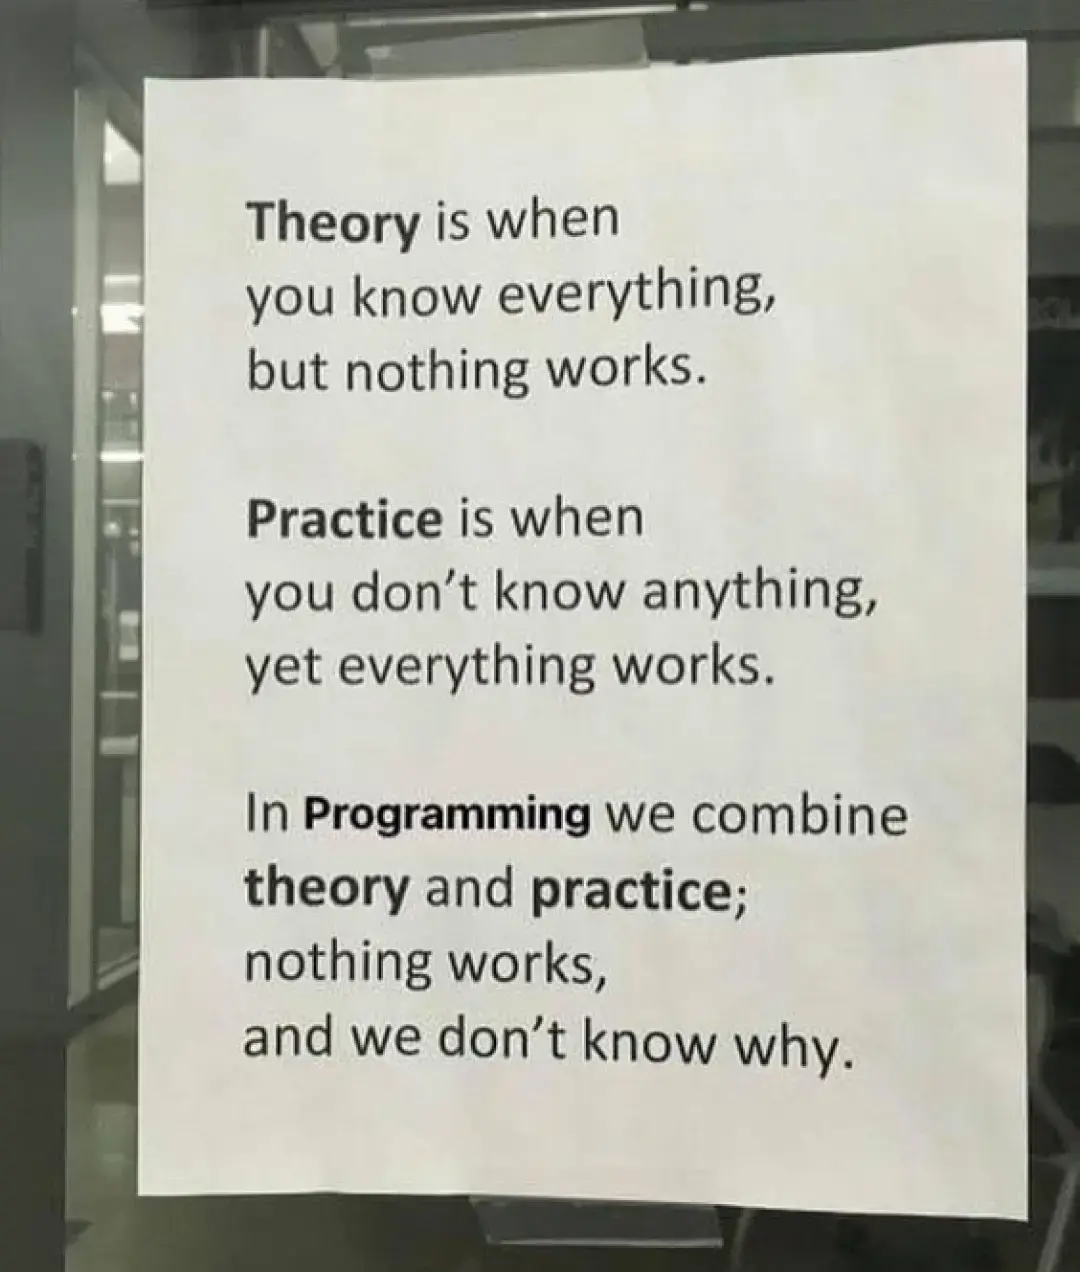 Theory is when
you know everything,
but nothing works.
Practice is when
you don’t know anything,
yet everything works.
In Programming we combine
theory and practice;
nothing works,
and we don’t know why.